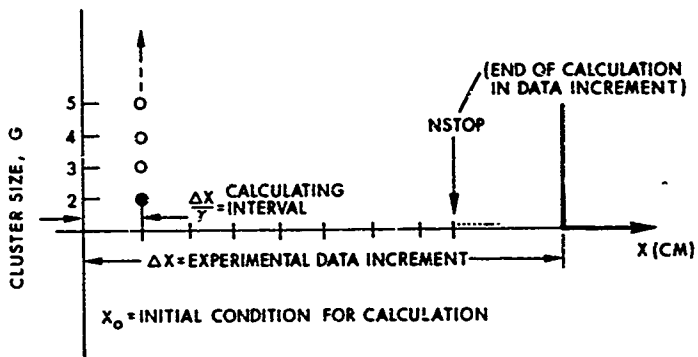 (END OF CALCULATION
IN DATA INCREMENT)
NSTOP
CLUSTER SIZE, G
5
4
3
2
ΔX/γ = CALCULATING
INTERVAL
X (CM)
ΔX = EXPERIMENTAL DATA INCREMENT
X₀ = INITIAL CONDITION FOR CALCULATION